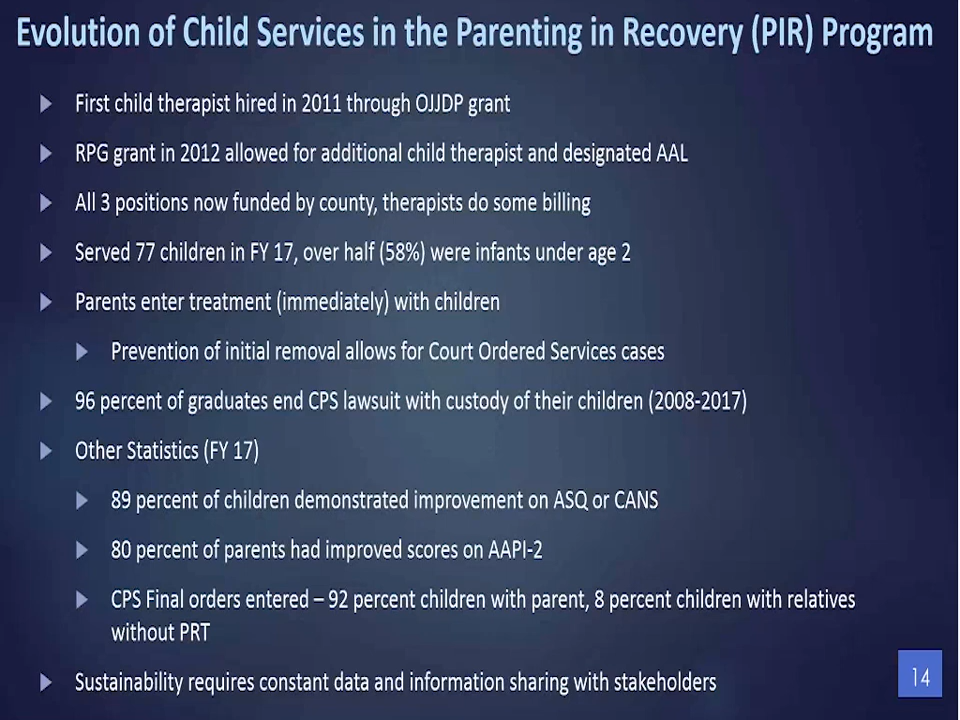 Evolution of Child Services in the Parenting in Recovery (PIR) Program
First child therapist hired in 2011 through OJJDP grant
RPG grant in 2012 allowed for additional child therapist and designated AAL
All 3 positions now funded by county, therapists do some billing
Served 77 children in FY 17, over half (58%) were infants under age 2
Parents enter treatment (immediately) with children
Prevention of initial removal allows for Court Ordered Services cases
96 percent of graduates end CPS lawsuit with custody of their children (2008-2017)
Other Statistics (FY 17)
89 percent of children demonstrated improvement on ASQ or CANS
80 percent of parents had improved scores on AAPI-2
CPS Final orders entered – 92 percent children with parent, 8 percent children with relatives
without PRT
Sustainability requires constant data and information sharing with stakeholders
14